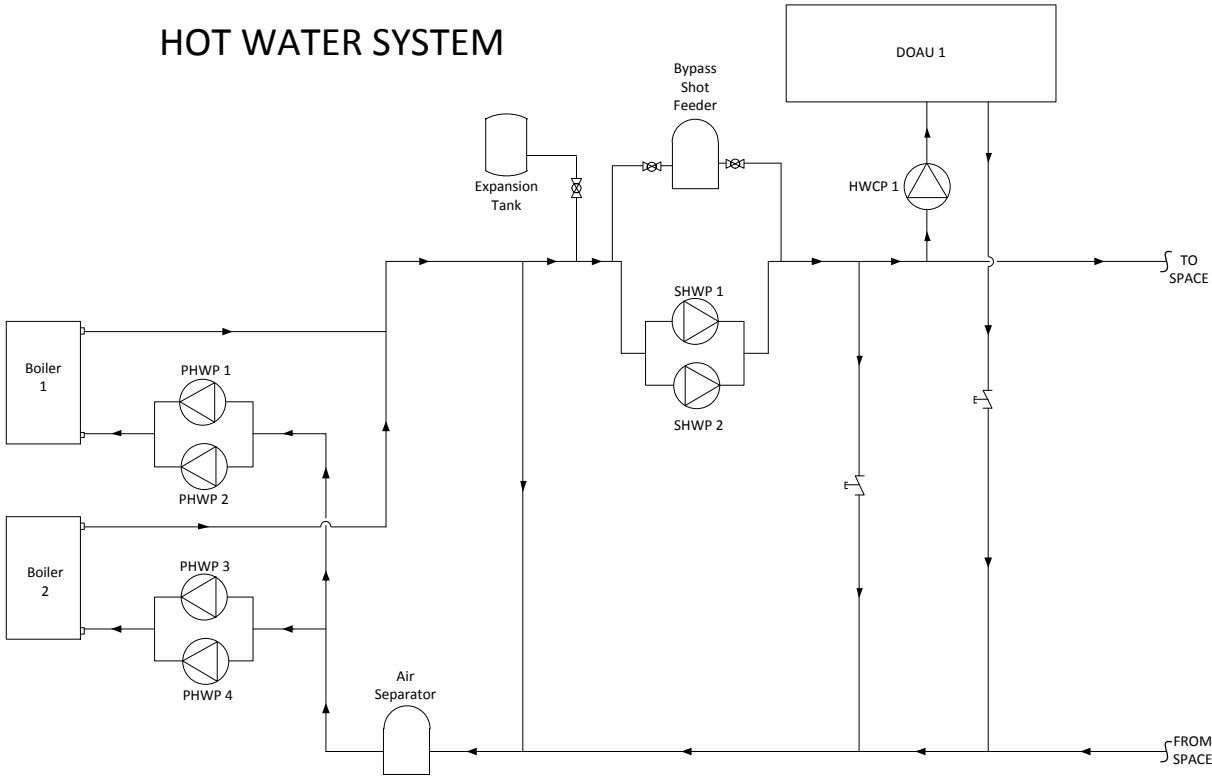 HOT WATER SYSTEM
DOAU 1
Bypass
Shot
Feeder
Expansion
Tank
HWCP 1
TO
SPACE
SHWP 1
SHWP 2
Boiler
1
PHWP 1
PHWP 2
Boiler
2
PHWP 3
PHWP 4
Air
Separator
FROM
SPACE